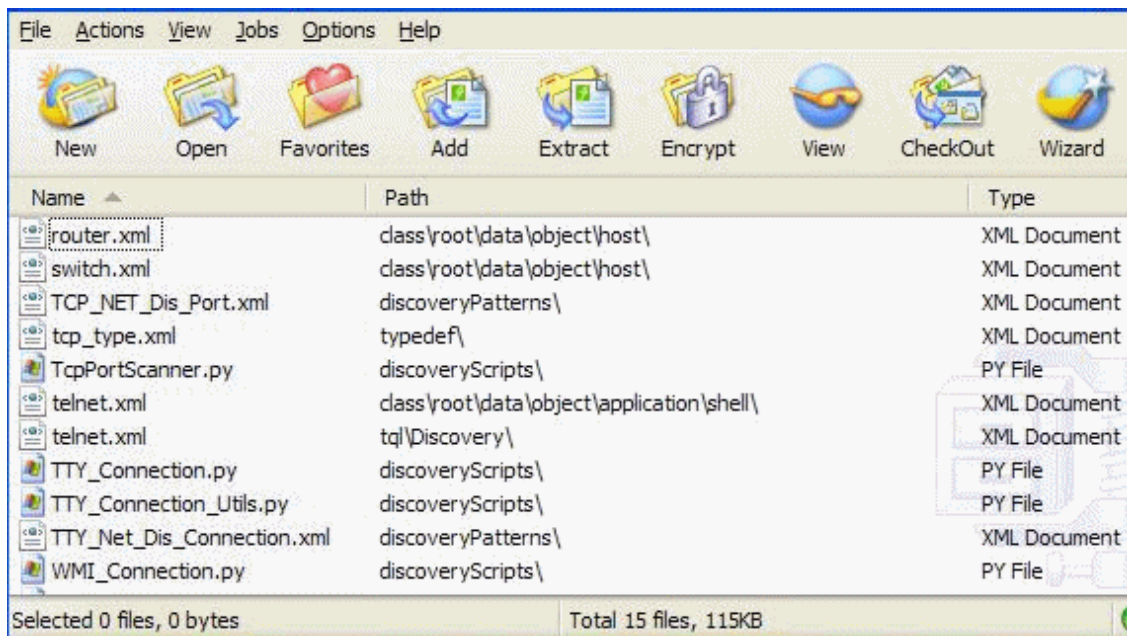 File Actions View Jobs Options Help
New Open Favorites Add Extract Encrypt View CheckOut Wizard
Name Path Type
router.xml class\root\data\object\host\ XML Document
switch.xml class\root\data\object\host\ XML Document
TCP_NET_Dis_Port.xml discoveryPatterns\ XML Document
tcp_type.xml typedef\ XML Document
TcpPortScanner.py discoveryScripts\ PY File
telnet.xml class\root\data\object\application\shell\ XML Document
telnet.xml tql\Discovery\ XML Document
TTY_Connection.py discoveryScripts\ PY File
TTY_Connection_Utils.py discoveryScripts\ PY File
TTY_Net_Dis_Connection.xml discoveryPatterns\ XML Document
WMI_Connection.py discoveryScripts\ PY File
Selected 0 files, 0 bytes Total 15 files, 115KB